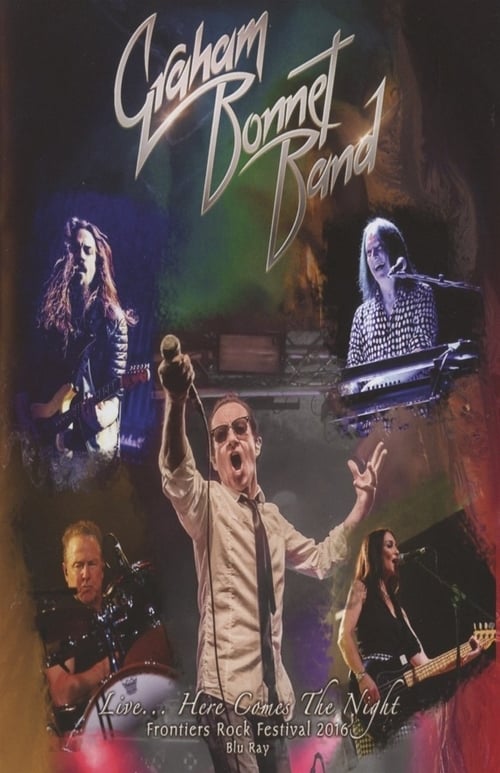 Graham
Bonnet
Band
Live... Here Comes The Night
Frontiers Rock Festival 2016
Blu Ray